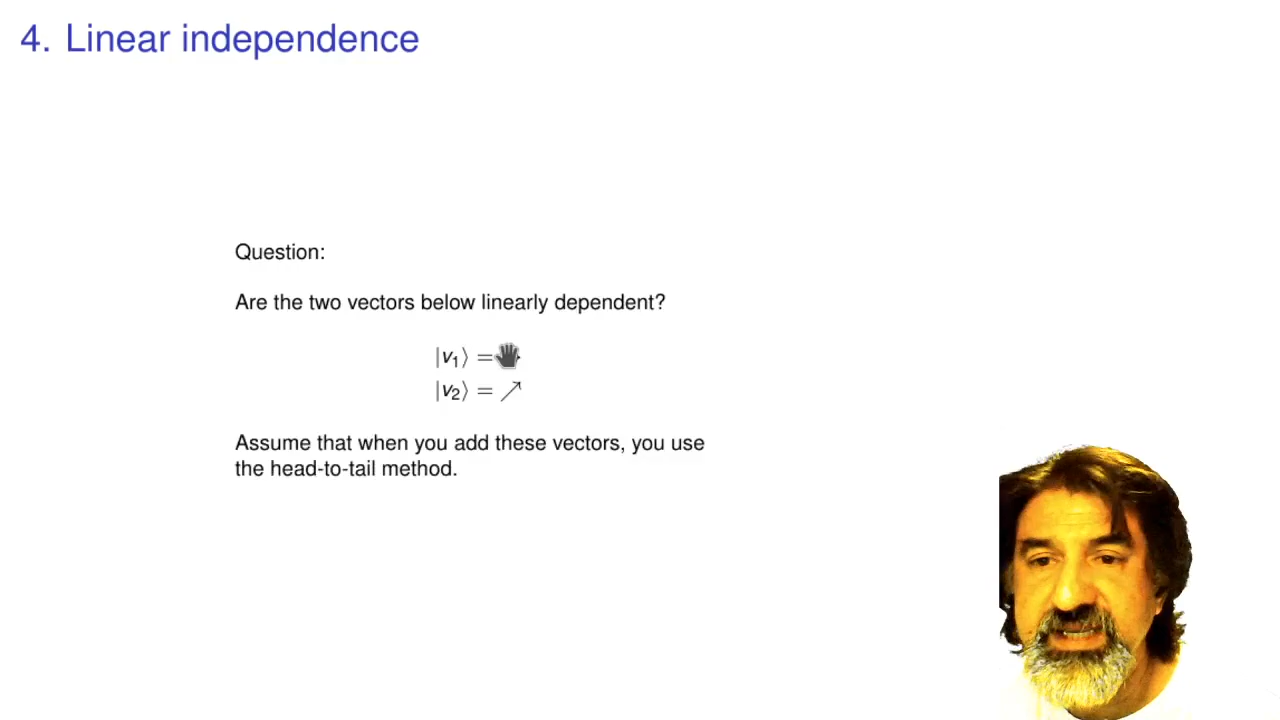 4. Linear independence
Question:
Are the two vectors below linearly dependent?
|v₁⟩ =
|v₂⟩ = ↗
Assume that when you add these vectors, you use
the head-to-tail method.